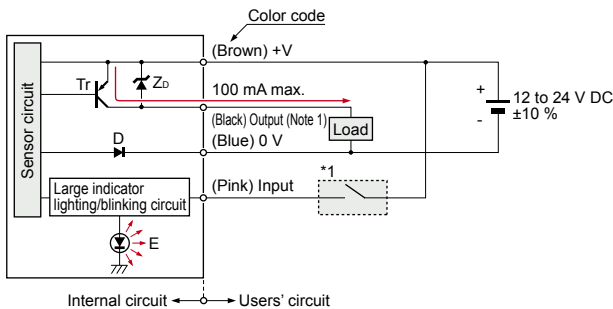 Color code
(Brown) +V
Tr
ZD
100 mA max.
+
12 to 24 V DC
±10 %
-
(Black) Output (Note 1)
Load
Sensor circuit
D
(Blue) 0 V
*1
Large indicator
lighting/blinking circuit
(Pink) Input
E
Internal circuit
Users' circuit